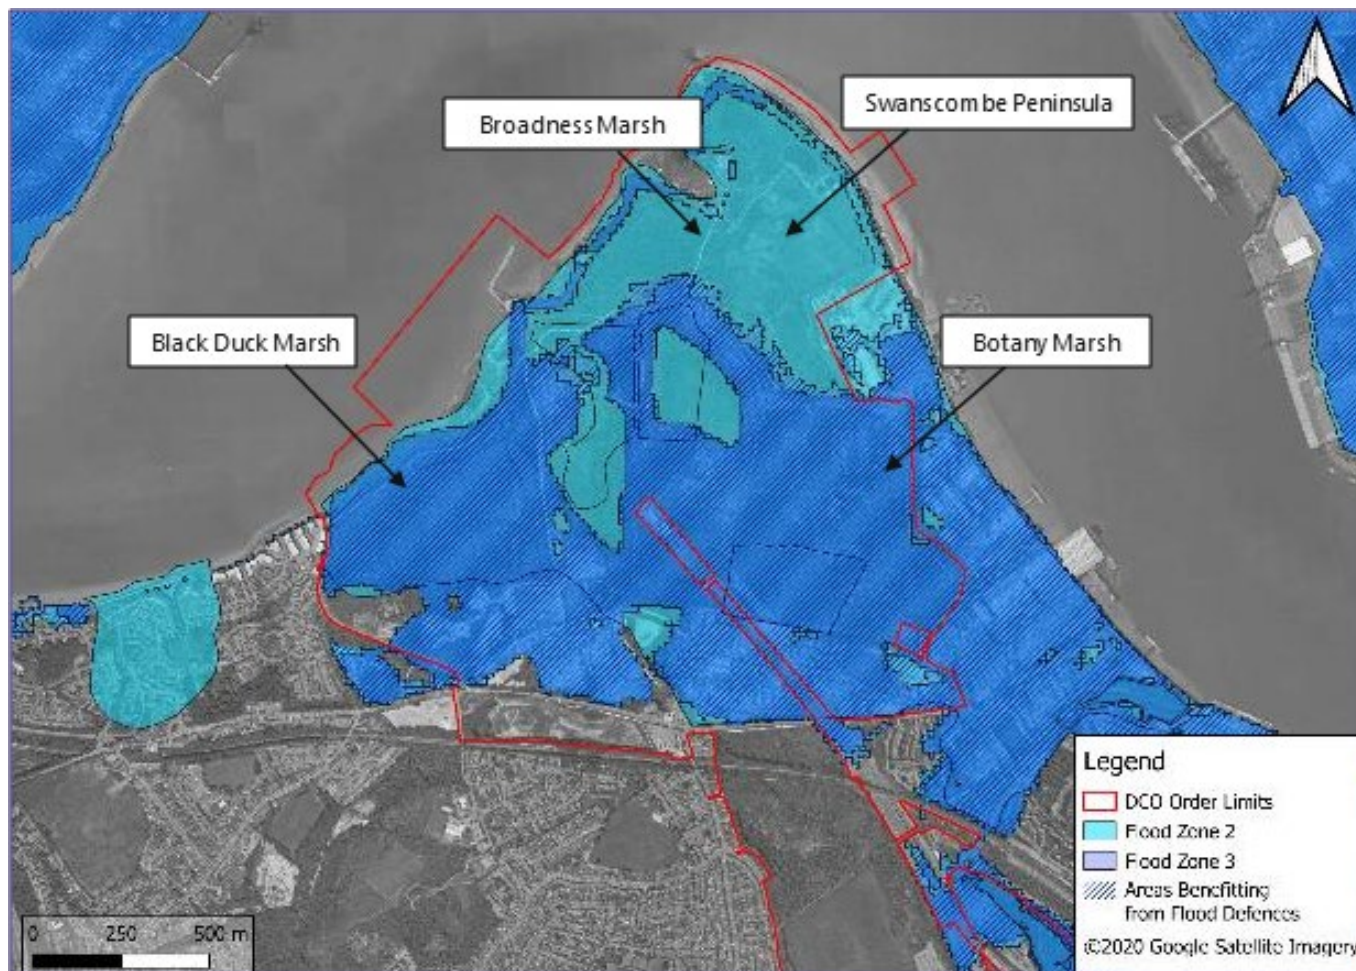 Broadness Marsh
Swanscombe Peninsula
Black Duck Marsh
Botany Marsh
Legend
DCO Order Limits
Flood Zone 2
Flood Zone 3
Areas Benefitting
from Flood Defences
©2020 Google Satellite Imagery
0 250 500 m